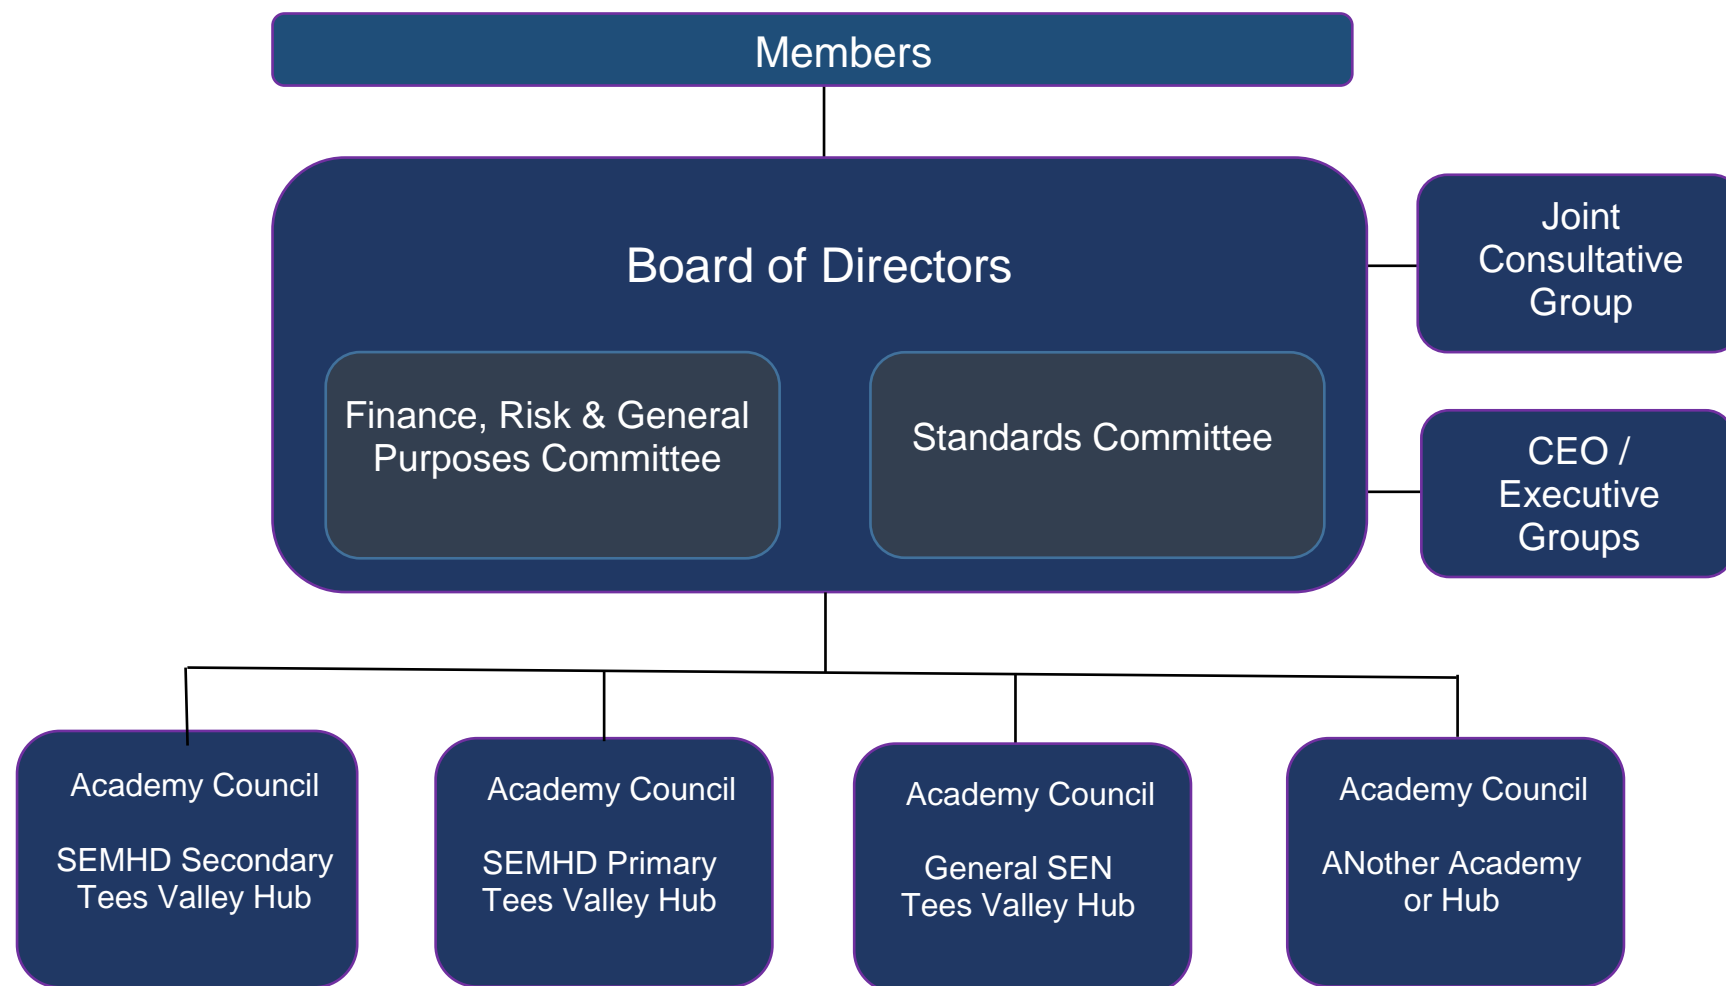 Members
Board of Directors
Joint
Consultative
Group
Finance, Risk & General
Purposes Committee
Standards Committee
CEO /
Executive
Groups
Academy Council
SEMHD Secondary
Tees Valley Hub
Academy Council
SEMHD Primary
Tees Valley Hub
Academy Council
General SEN
Tees Valley Hub
Academy Council
ANother Academy
or Hub